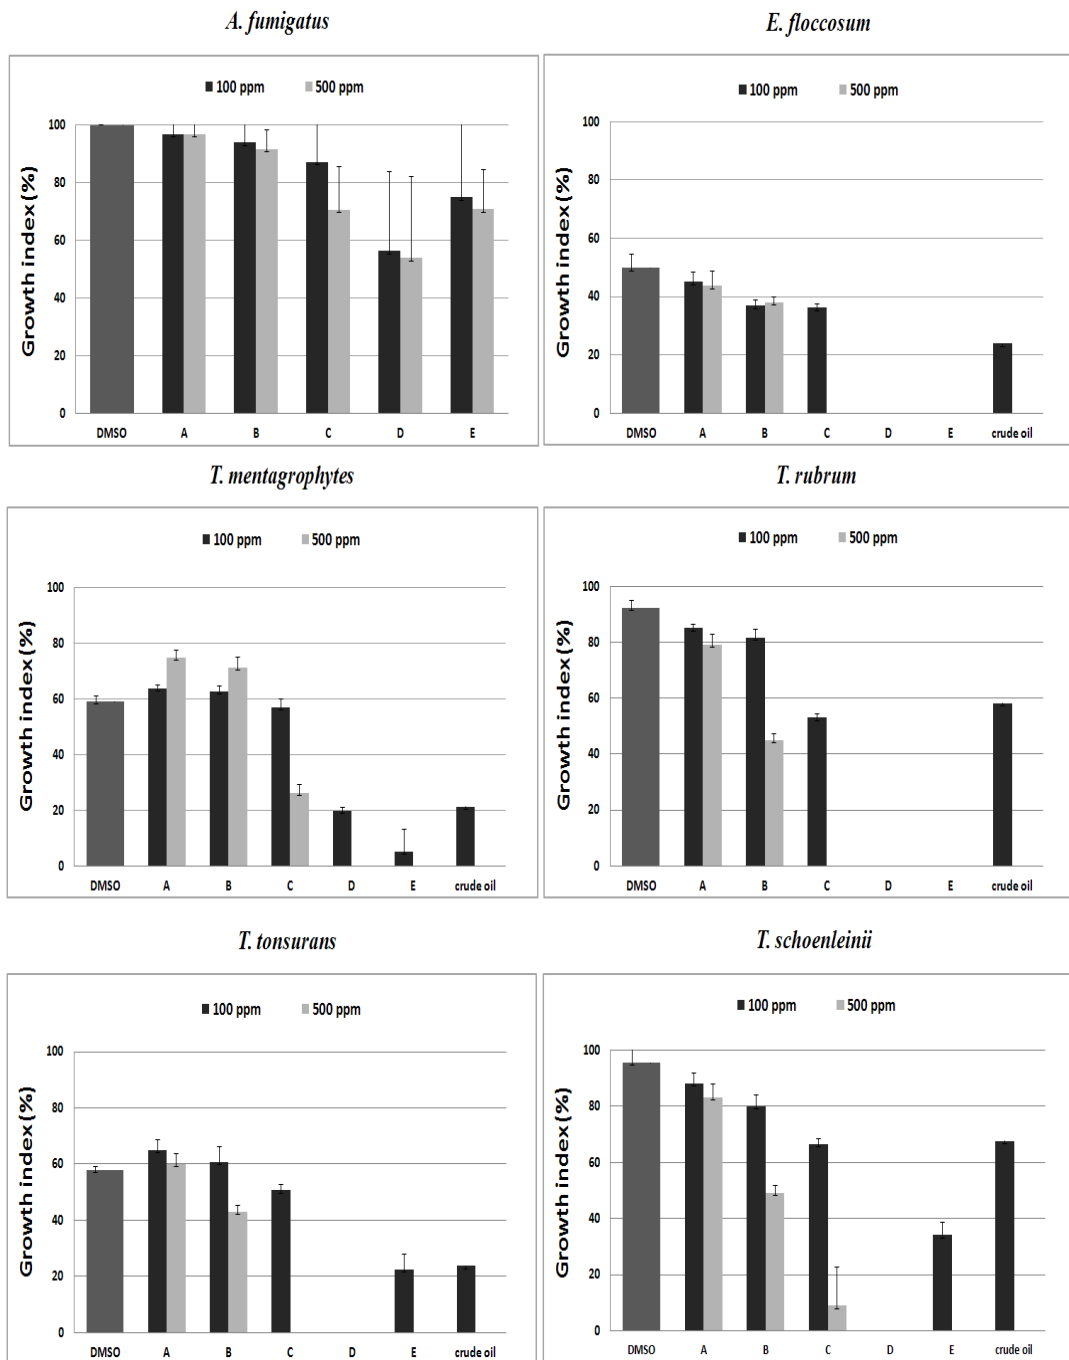 A. fumigatus
100 ppm 500 ppm
Growth index(%)
100
80
60
40
20
0
DMSO A B C D E
E. floccosum
100 ppm 500 ppm
Growth index(%)
100
80
60
40
20
0
DMSO A B C D E crude oil
T. mentagrophytes
100 ppm 500 ppm
Growth index(%)
100
80
60
40
20
0
DMSO A B C D E crude oil
T. rubrum
100 ppm 500 ppm
Growth index(%)
100
80
60
40
20
0
DMSO A B C D E crude oil
T. tonsurans
100 ppm 500 ppm
Growth index(%)
100
80
60
40
20
0
DMSO A B C D E crude oil
T. schoenleinii
100 ppm 500 ppm
Growth index(%)
100
80
60
40
20
0
DMSO A B C D E crude oil